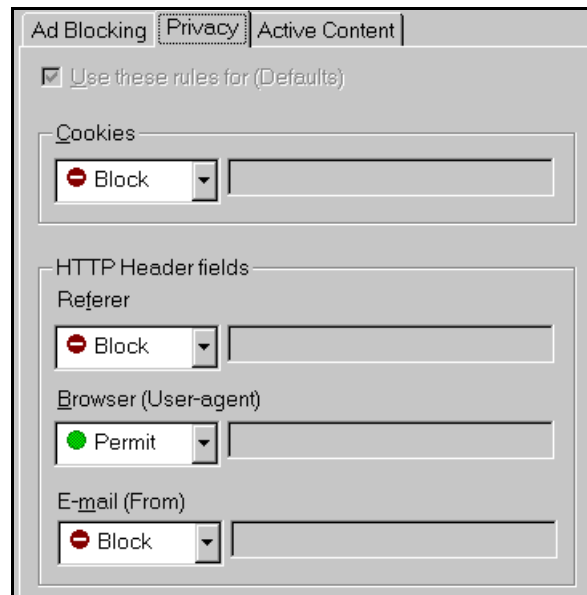 Ad Blocking Privacy Active Content
Use these rules for (Defaults)
Cookies
Block
HTTP Header fields
Referer
Block
Browser (User-agent)
Permit
E-mail (From)
Block